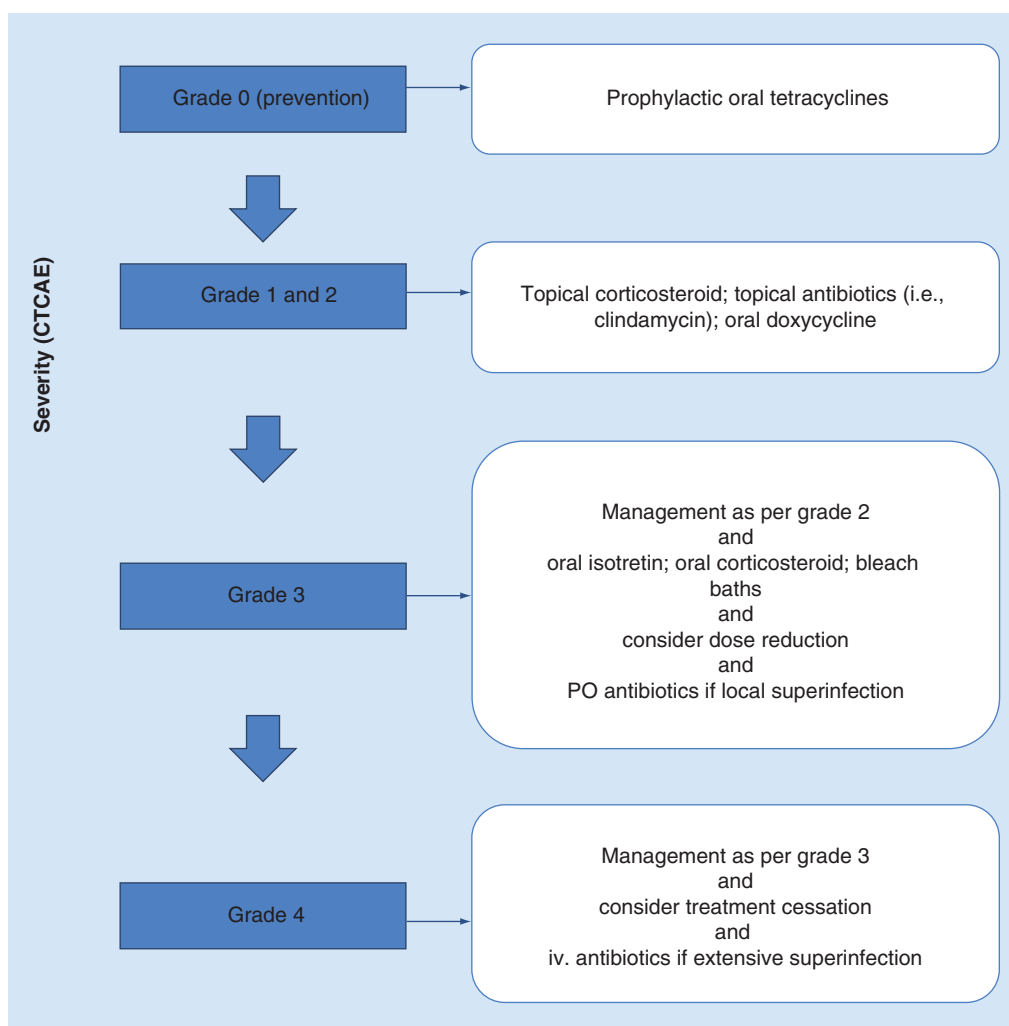 Severity (CTCAE)
Grade 0 (prevention)
Prophylactic oral tetracyclines
Grade 1 and 2
Topical corticosteroid; topical antibiotics (i.e.,
clindamycin); oral doxycycline
Grade 3
Management as per grade 2
and
oral isotretin; oral corticosteroid; bleach
baths
and
consider dose reduction
and
PO antibiotics if local superinfection
Grade 4
Management as per grade 3
and
consider treatment cessation
and
iv. antibiotics if extensive superinfection